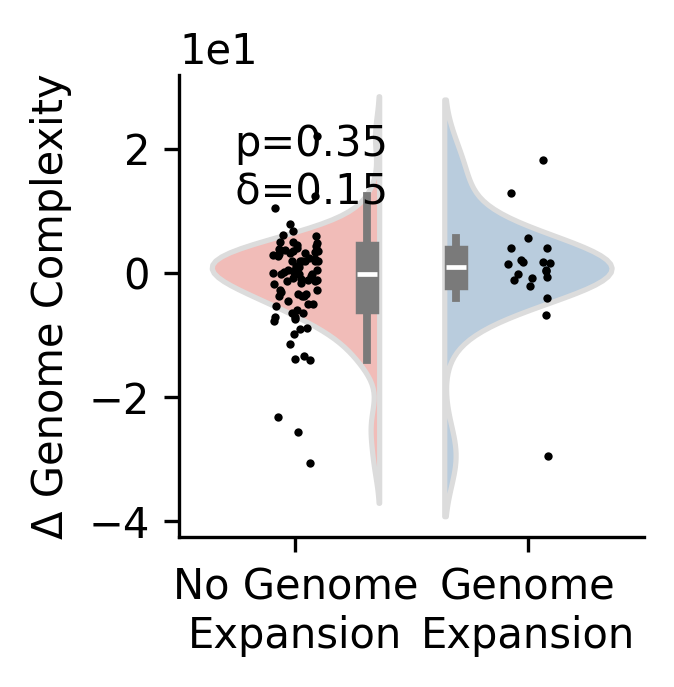 1e1
2
0
−2
−4
Δ Genome Complexity
p=0.35
δ=0.15
No Genome
Expansion
Genome
Expansion